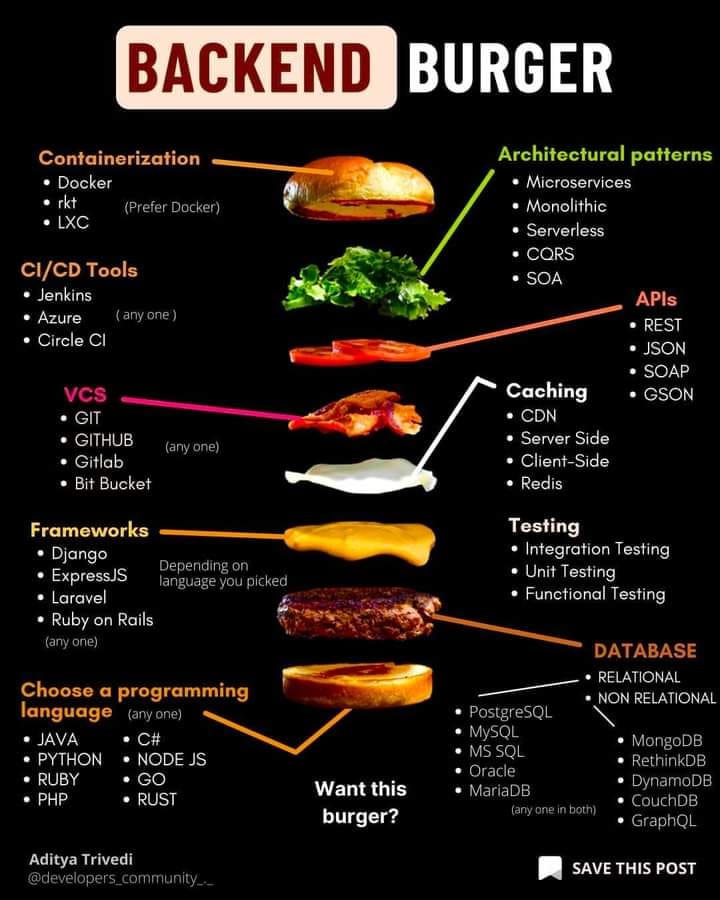 BACKEND BURGER
Containerization
• Docker
• rkt
(Prefer Docker)
• LXC
Architectural patterns
• Microservices
• Monolithic
• Serverless
• CQRS
• SOA
CI/CD Tools
• Jenkins
• Azure
( any one )
• Circle CI
APIs
• REST
• JSON
• SOAP
• GSON
VCS
• GIT
• GITHUB
(any one)
• Gitlab
• Bit Bucket
Caching
• CDN
• Server Side
• Client-Side
• Redis
Frameworks
• Django
• ExpressJS
• Laravel
• Ruby on Rails
(any one)
Depending on
language you picked
Testing
• Integration Testing
• Unit Testing
• Functional Testing
DATABASE
• RELATIONAL
• NON RELATIONAL
• PostgreSQL
• MySQL
• MS SQL
• Oracle
• MariaDB
• MongoDB
• RethinkDB
• DynamoDB
• CouchDB
• GraphQL
(any one in both)
Choose a programming
language (any one)
• JAVA
• PYTHON
• RUBY
• PHP
• C#
• NODE JS
• GO
• RUST
Want this
burger?
Aditya Trivedi
@developers_community_._
SAVE THIS POST